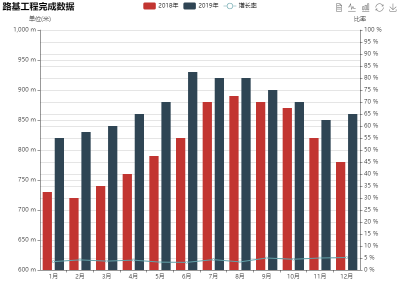 路基工程完成数据
2018年 2019年 增长率
单位(米) 比率
1,000 m 100 %
95 %
950 m 90 %
85 %
80 %
900 m 75 %
70 %
65 %
850 m 60 %
55 %
800 m 50 %
45 %
40 %
750 m 35 %
30 %
700 m 25 %
20 %
650 m 15 %
10 %
5 %
600 m 0 %
1月 2月 3月 4月 5月 6月 7月 8月 9月 10月 11月 12月